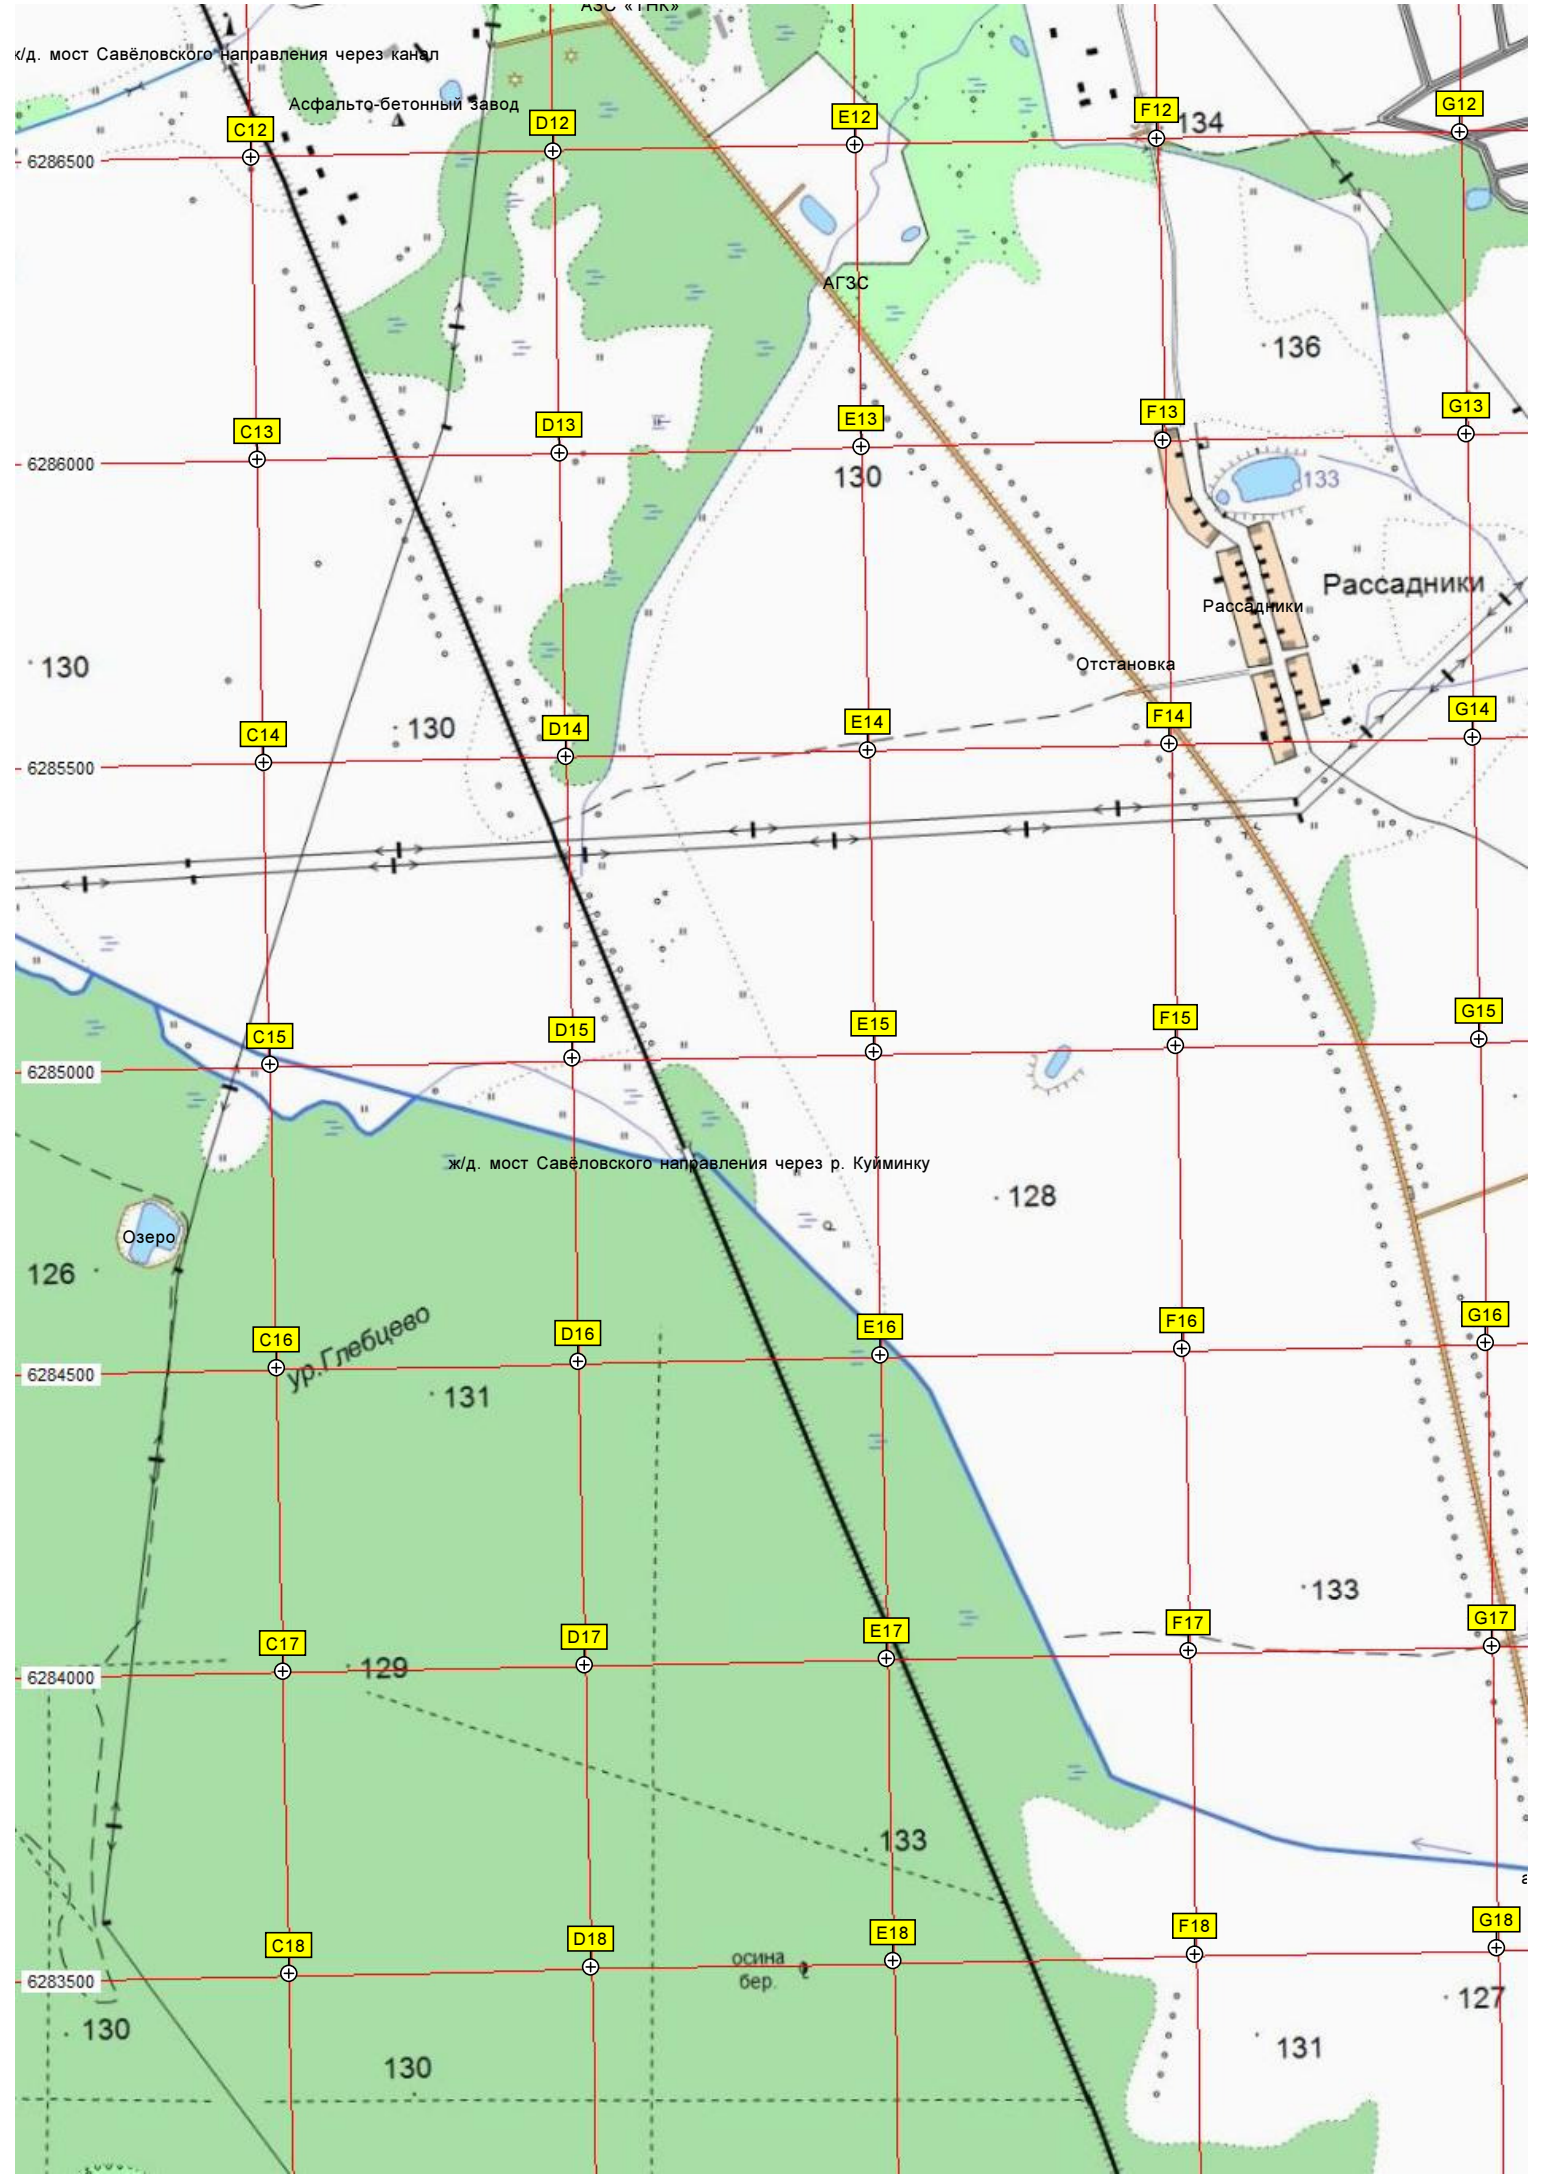 АЗС «ТНК»
ж/д. мост Савёловского направления через канал
Асфальто-бетонный завод
C12
D12
E12
F12
134
G12
6286500
АГЗС
136
C13
D13
E13
F13
G13
6286000
130
133
Рассадники
Рассадники
130
Отстановка
130
C14
D14
E14
F14
G14
6285500
C15
D15
E15
F15
G15
6285000
ж/д. мост Савёловского направления через р. Куйминку
128
Озеро
126
ур.Глебцево
C16
D16
E16
F16
G16
6284500
131
133
C17
D17
E17
F17
G17
129
6284000
133
C18
D18
E18
F18
G18
осина
бер.
6283500
127
130
131
130